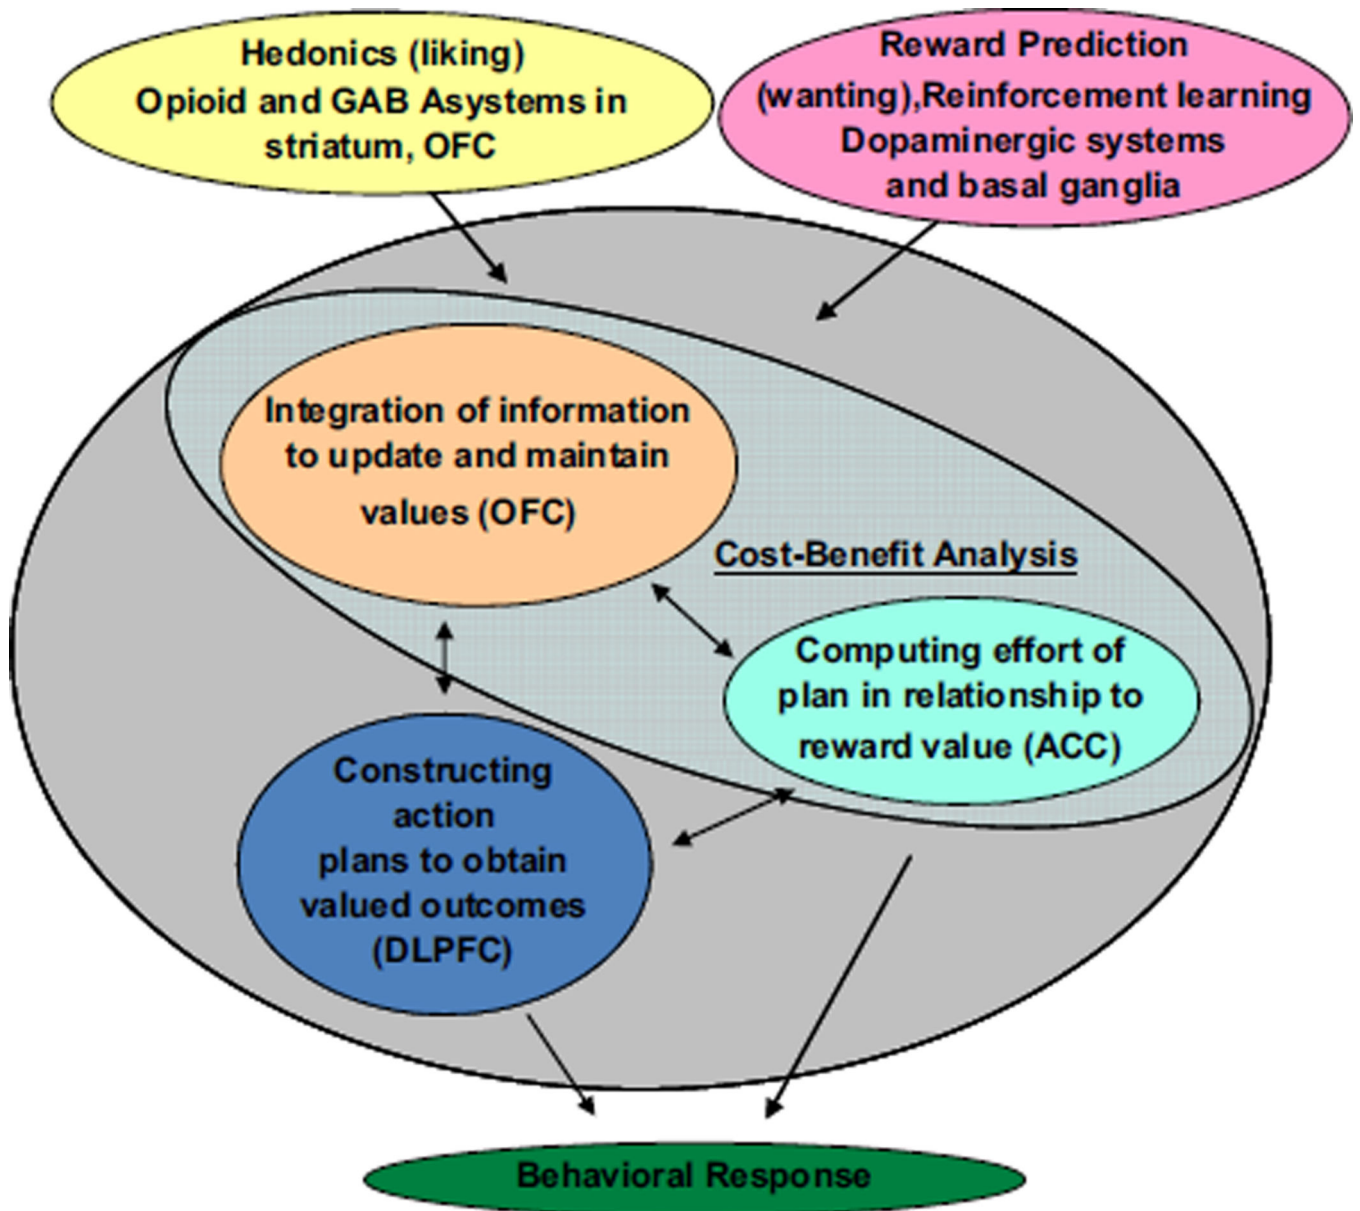 Hedonics (liking)
Opioid and GAB Asystems in
striatum, OFC
Reward Prediction
(wanting),Reinforcement learning
Dopaminergic systems
and basal ganglia
Integration of information
to update and maintain
values (OFC)
Cost-Benefit Analysis
Computing effort of
plan in relationship to
reward value (ACC)
Constructing
action
plans to obtain
valued outcomes
(DLPFC)
Behavioral Response